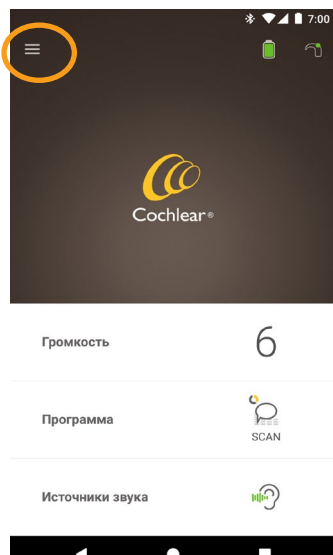 7:00
Cochlear®
Громкость
6
Программа
SCAN
Источники звука